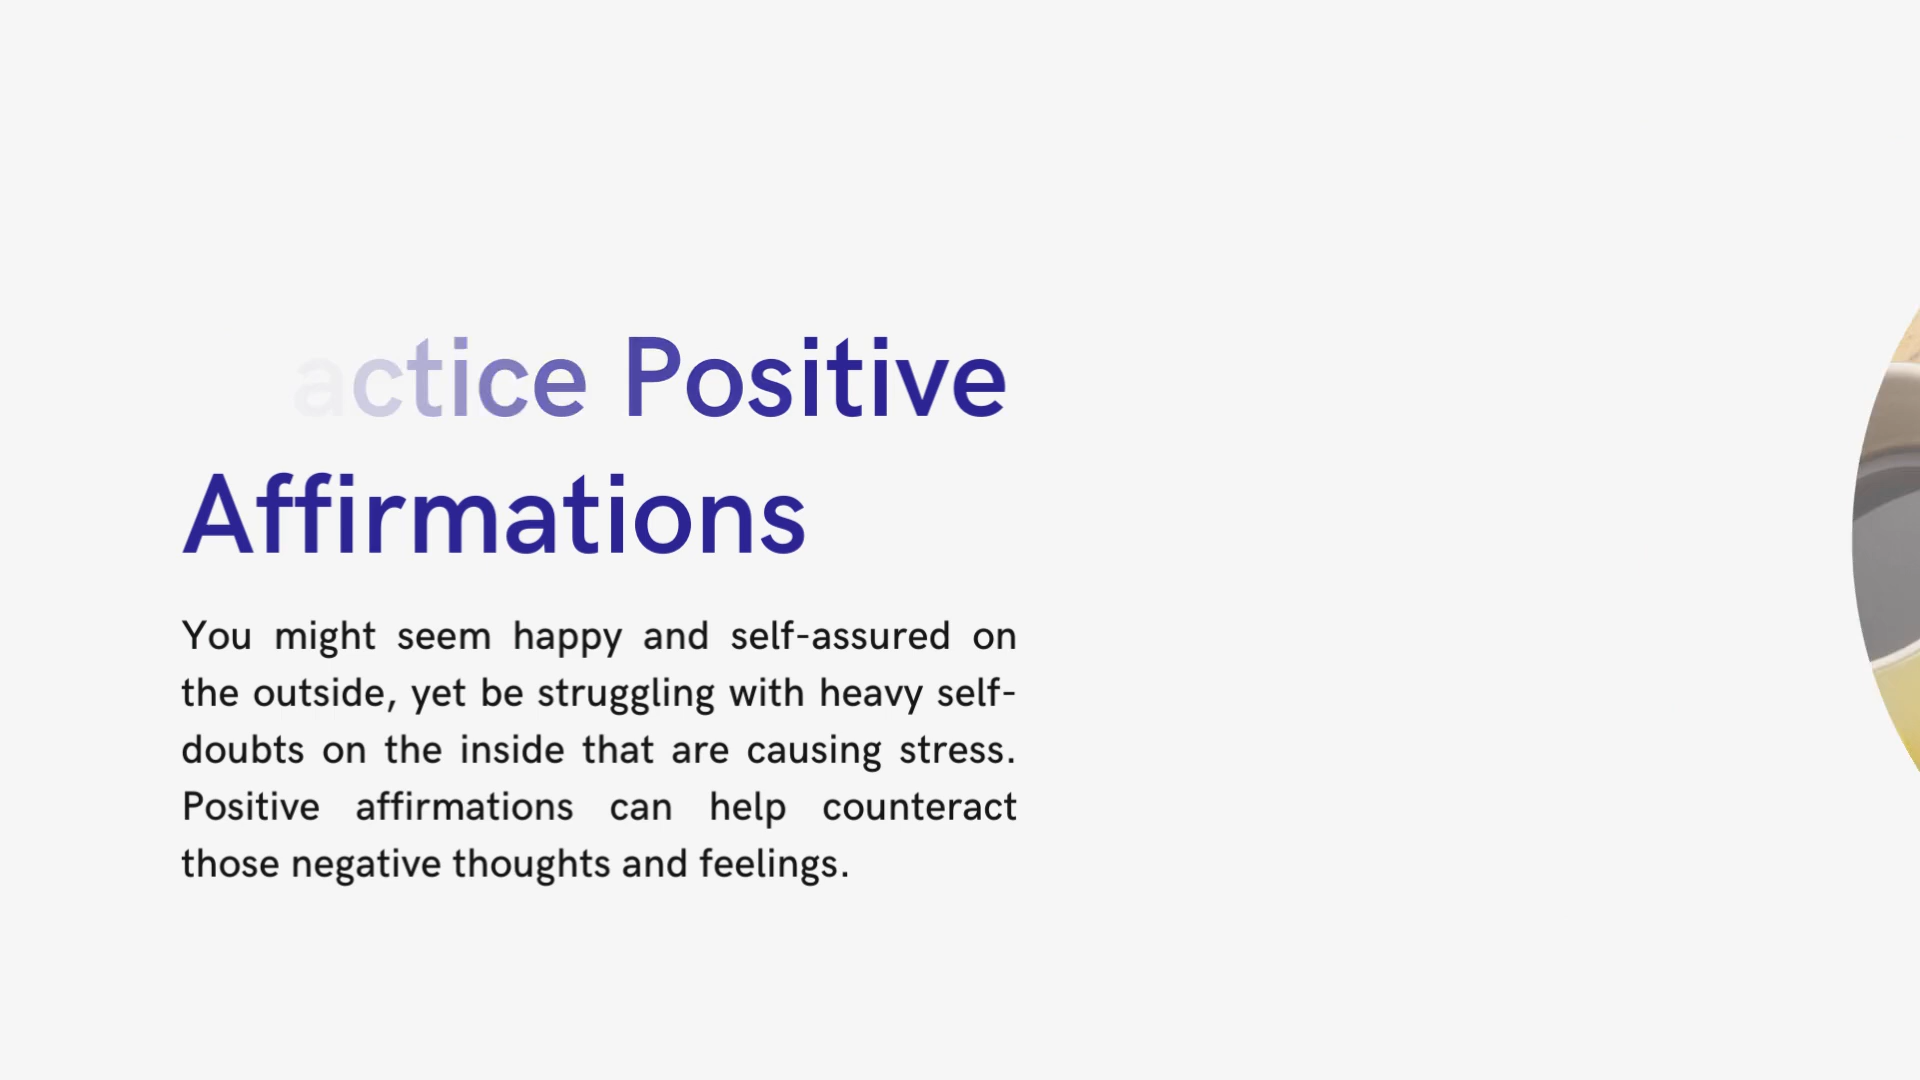 actice Positive
Affirmations
You might seem happy and self-assured on
the outside, yet be struggling with heavy self-
doubts on the inside that are causing stress.
Positive affirmations can help counteract
those negative thoughts and feelings.